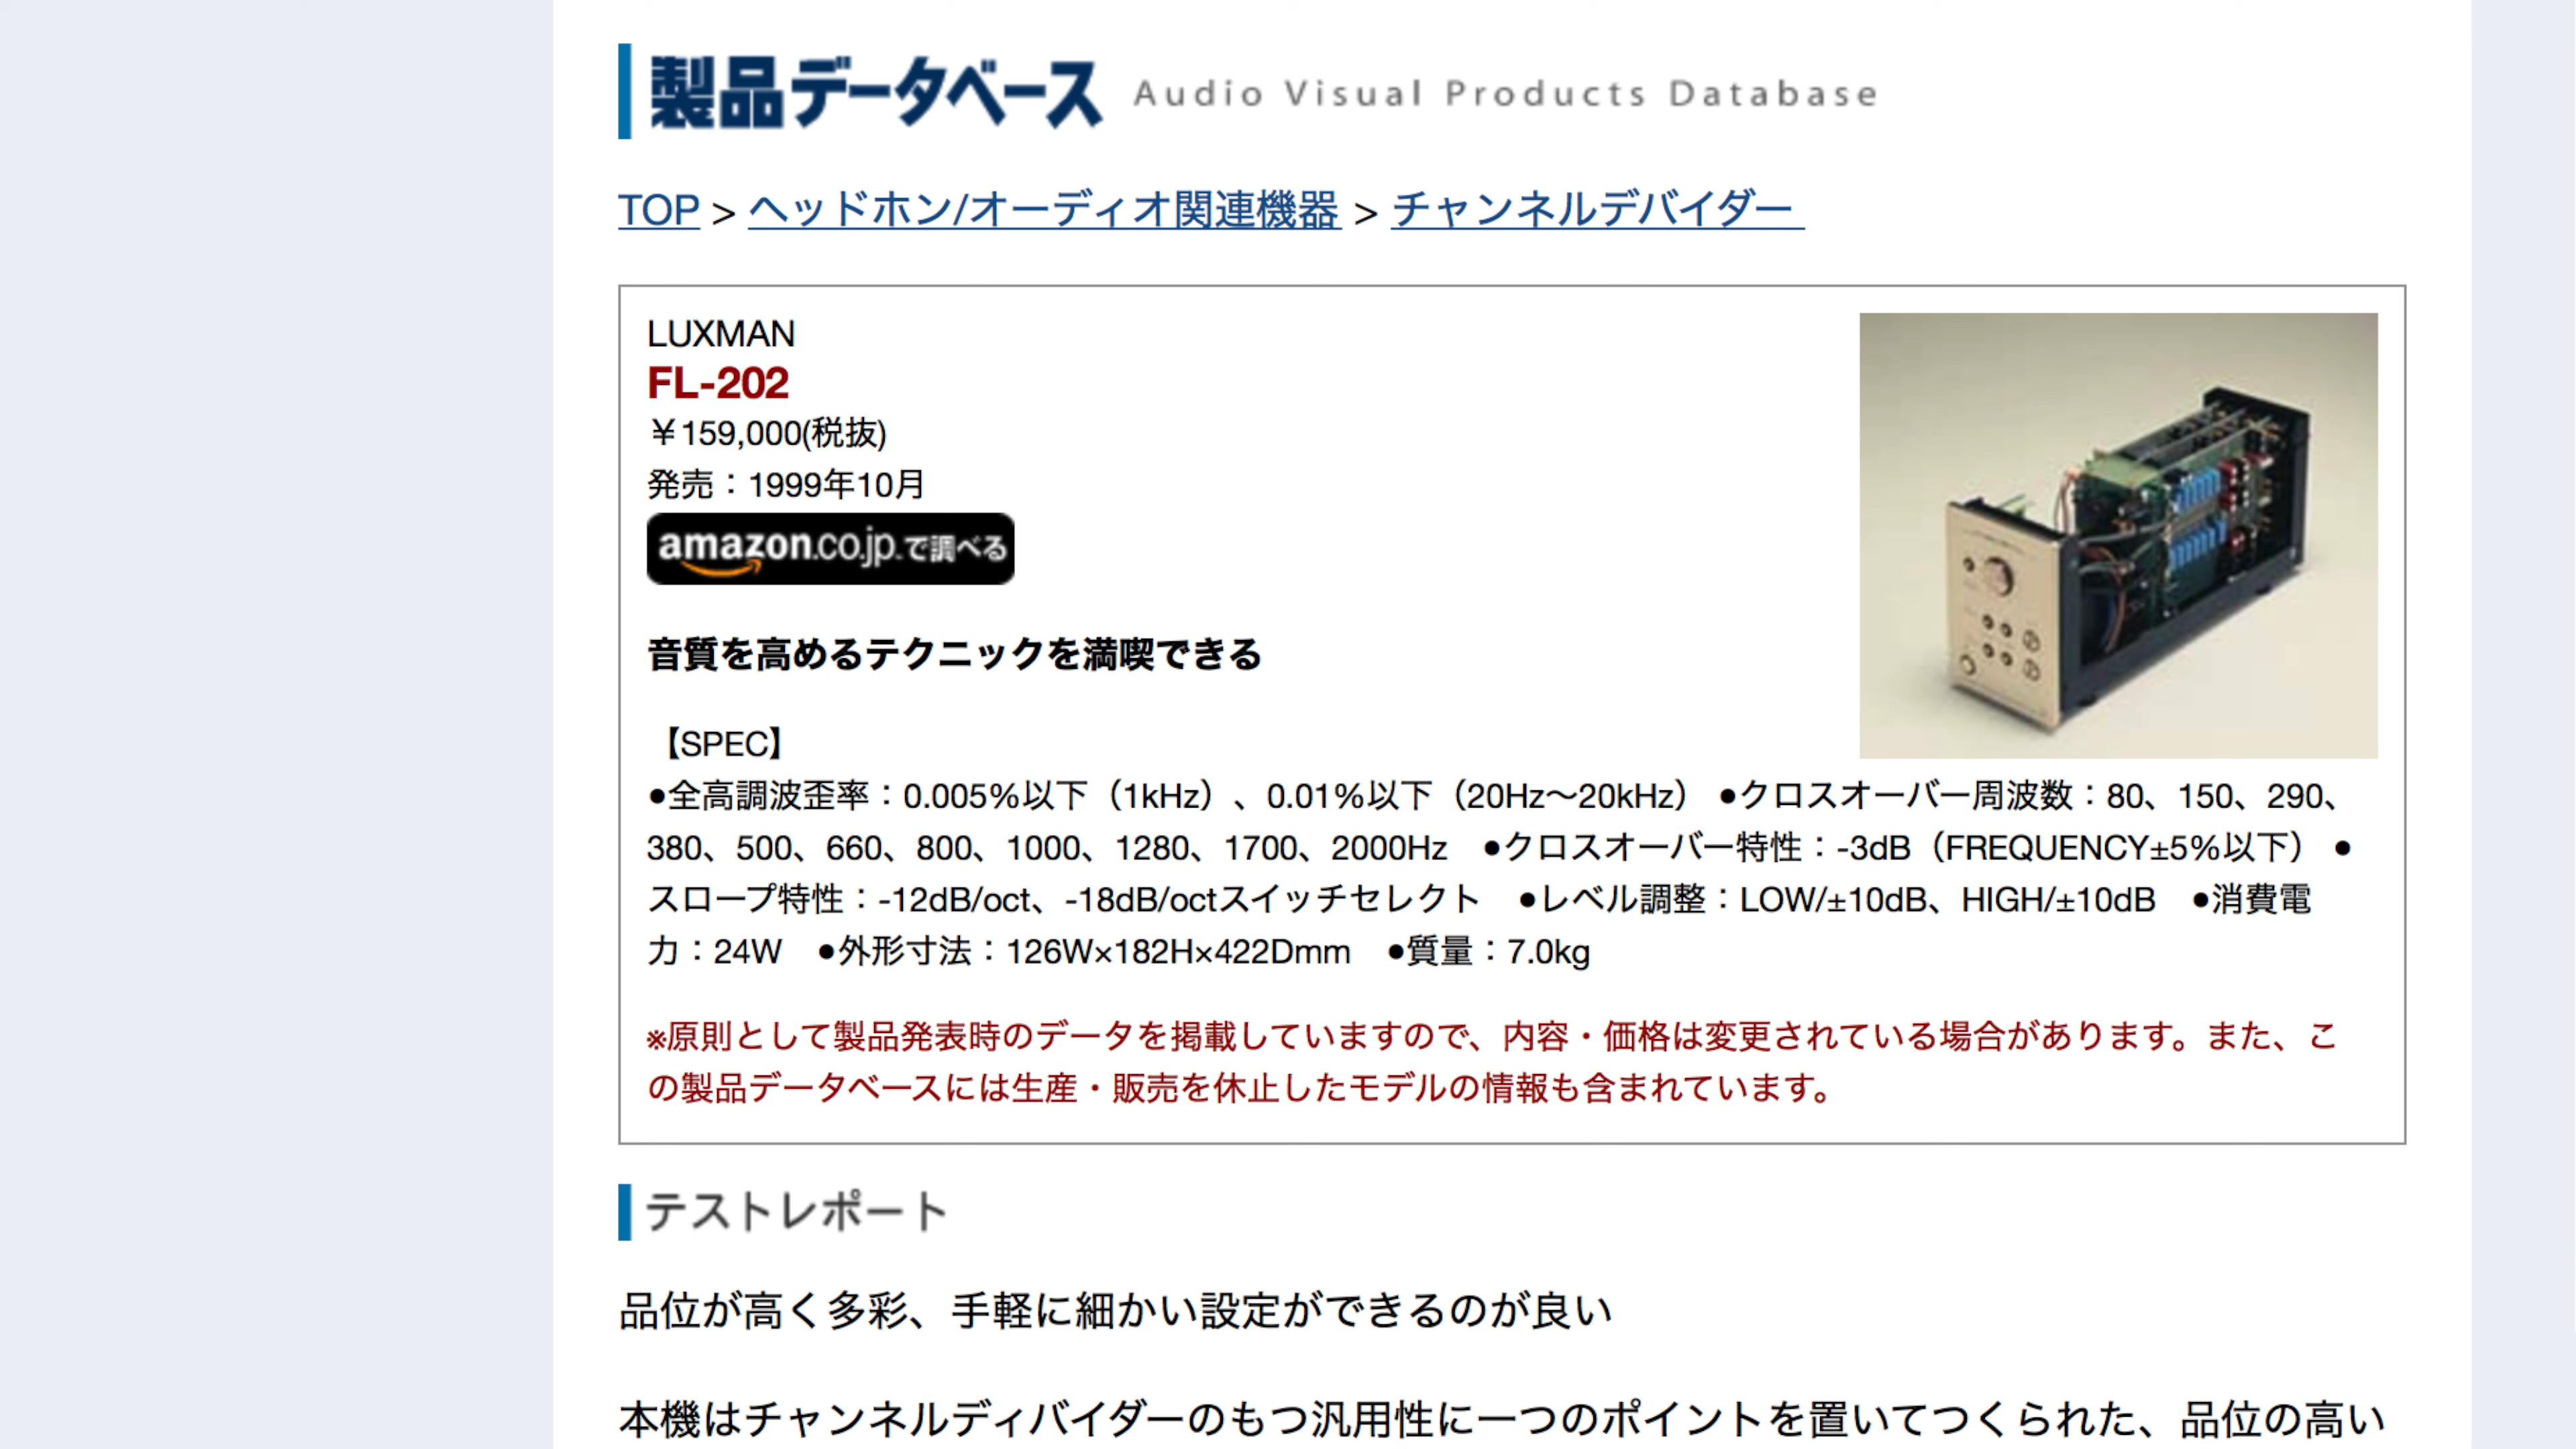 製品データベース Audio Visual Products Database
TOP > ヘッドホン/オーディオ関連機器 > チャンネルデバイダー
LUXMAN
FL-202
￥159,000(税抜)
発売：1999年10月
amazon.co.jp.で調べる
音質を高めるテクニックを満喫できる
【SPEC】
●全高調波歪率：0.005%以下（1kHz）、0.01%以下（20Hz〜20kHz） ●クロスオーバー周波数：80、150、290、
380、500、660、800、1000、1280、1700、2000Hz　●クロスオーバー特性：-3dB（FREQUENCY±5%以下） ●
スロープ特性：-12dB/oct、-18dB/octスイッチセレクト　●レベル調整：LOW/±10dB、HIGH/±10dB　●消費電
力：24W　●外形寸法：126W×182H×422Dmm　●質量：7.0kg
※原則として製品発表時のデータを掲載していますので、内容・価格は変更されている場合があります。また、こ
の製品データベースには生産・販売を休止したモデルの情報も含まれています。
テストレポート
品位が高く多彩、手軽に細かい設定ができるのが良い
本機はチャンネルディバイダーのもつ汎用性に一つのポイントを置いてつくられた、品位の高い